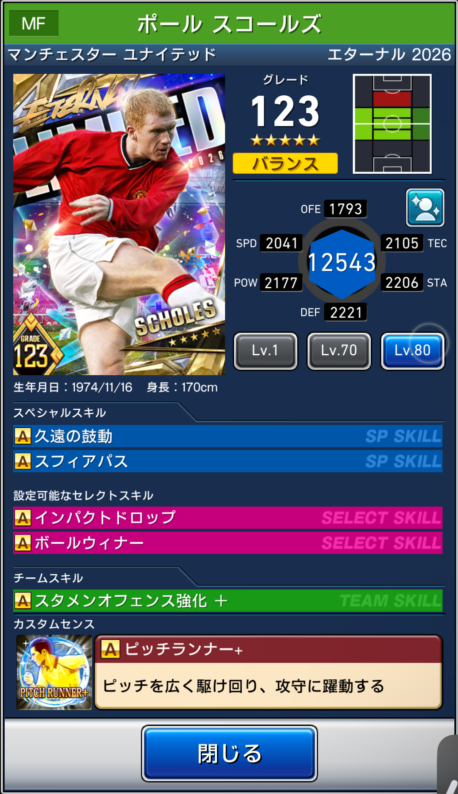 MF
ポール スコールズ
マンチェスター ユナイテッド
エターナル 2026
ETERNAL
UNITED
2026
SCHOLES
★★★★★
GRADE
123
グレード
123
★★★★★
バランス
OFE 1793
SPD 2041
2105 TEC
12543
POW 2177
2206 STA
DEF 2221
Lv.1
Lv.70
Lv.80
生年月日：1974/11/16 身長：170cm
スペシャルスキル
A 久遠の鼓動 SP SKILL
A スフィアパス SP SKILL
設定可能なセレクトスキル
A インパクトドロップ SELECT SKILL
A ボールウィナー SELECT SKILL
チームスキル
A スタメンオフェンス強化 ＋ TEAM SKILL
カスタムセンス
PITCH RUNNER+
A ピッチランナー+
ピッチを広く駆け回り、攻守に躍動する
閉じる